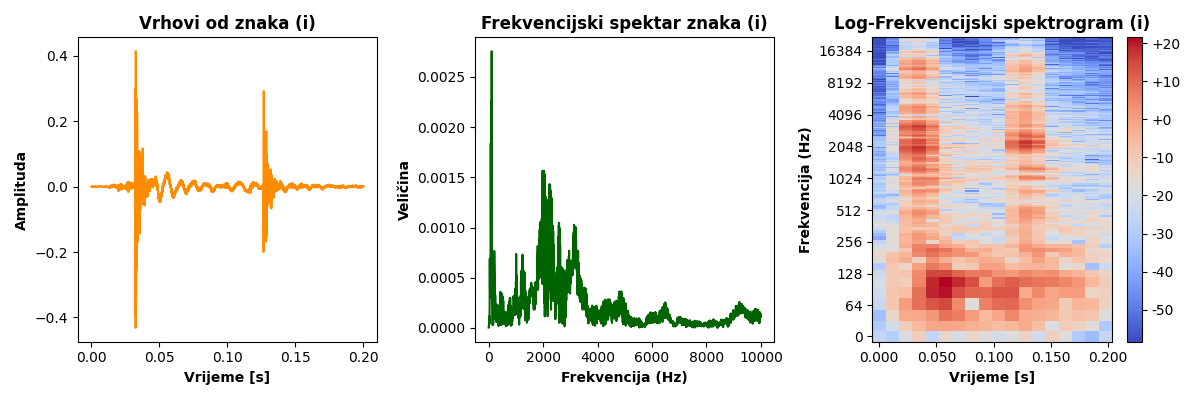 Vrhovi od znaka (i)
Amplituda
0.4
0.2
0.0
−0.2
−0.4
0.00 0.05 0.10 0.15 0.20
Vrijeme [s]
Frekvencijski spektar znaka (i)
Veličina
0.0025
0.0020
0.0015
0.0010
0.0005
0.0000
0 2000 4000 6000 8000 10000
Frekvencija (Hz)
Log-Frekvencijski spektrogram (i)
Frekvencija (Hz)
16384
8192
4096
2048
1024
512
256
128
64
0
0.000 0.050 0.100 0.150 0.200
Vrijeme [s]
+20
+10
+0
-10
-20
-30
-40
-50